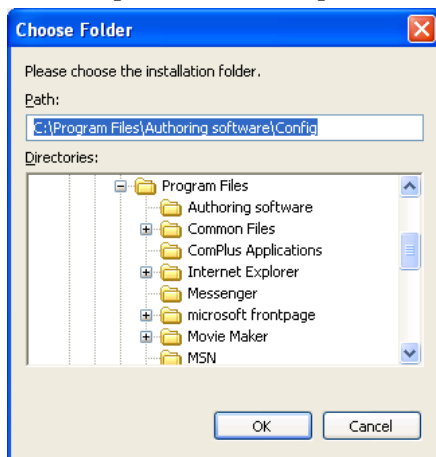 Choose Folder
Please choose the installation folder.
Path:
C:\Program Files\Authoring software\Config
Directories:
Program Files
Authoring software
Common Files
ComPlus Applications
Internet Explorer
Messenger
microsoft frontpage
Movie Maker
MSN
OK Cancel